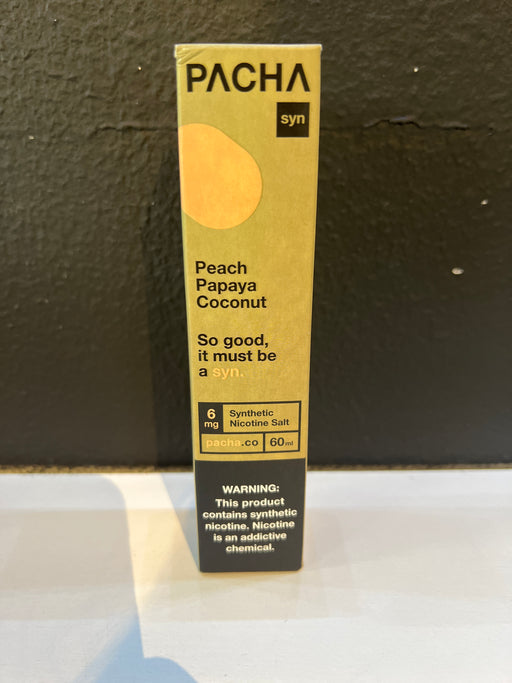 PACHA
syn
Peach
Papaya
Coconut
So good,
it must be
a syn.
6 mg
Synthetic
Nicotine Salt
pacha.co
60ml
WARNING:
This product
contains synthetic
nicotine. Nicotine
is an addictive
chemical.